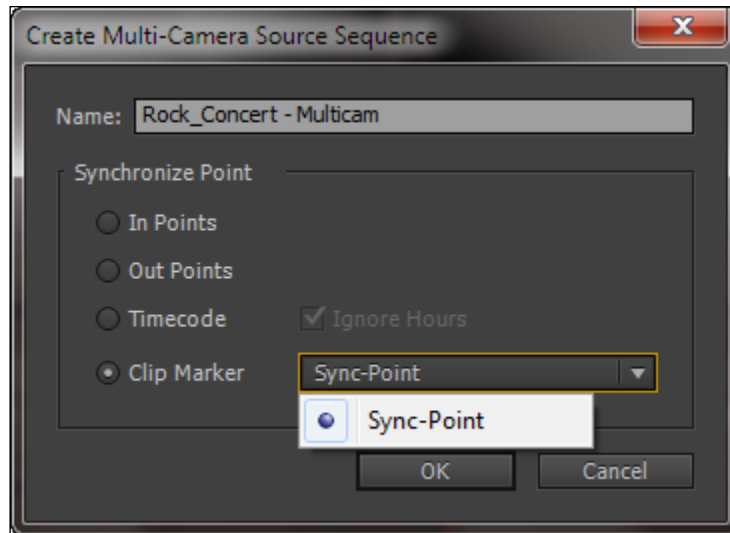 Create Multi-Camera Source Sequence
Name: Rock_Concert - Multicam
Synchronize Point
In Points
Out Points
Timecode Ignore Hours
Clip Marker Sync-Point
Sync-Point
OK Cancel